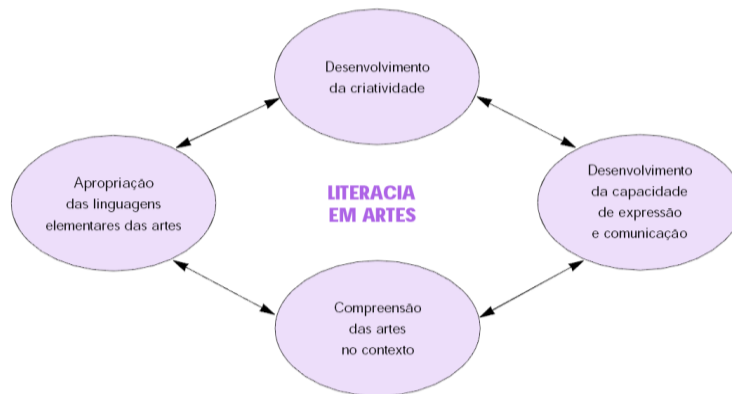 Desenvolvimento
da criatividade
Apropriação
das linguagens
elementares das artes
LITERACIA
EM ARTES
Desenvolvimento
da capacidade
de expressão
e comunicação
Compreensão
das artes
no contexto